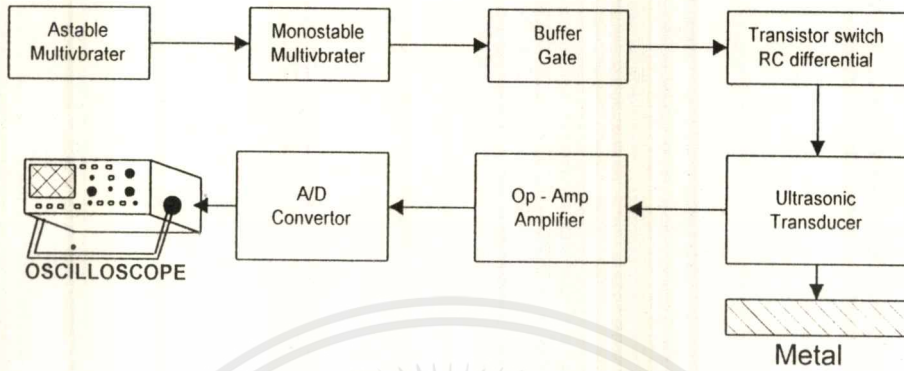 Astable
Multivbrater
Monostable
Multivbrater
Buffer
Gate
Transistor switch
RC differential
OSCILLOSCOPE
A/D
Convertor
Op - Amp
Amplifier
Ultrasonic
Transducer
Metal